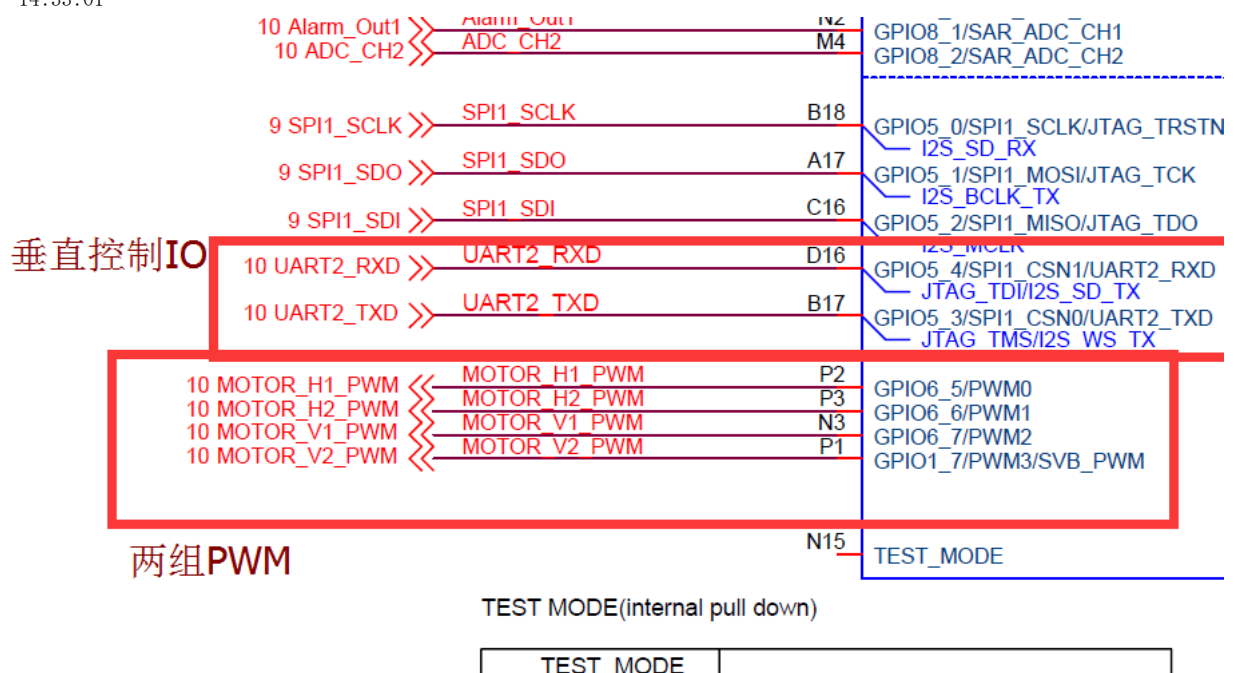 14:33:01
10 Alarm_Out1 Alarm_Out1 N2 GPIO8_1/SAR_ADC_CH1
10 ADC_CH2 ADC_CH2 M4 GPIO8_2/SAR_ADC_CH2
9 SPI1_SCLK SPI1_SCLK B18 GPIO5_0/SPI1_SCLK/JTAG_TRSTN
I2S_SD_RX
9 SPI1_SDO SPI1_SDO A17 GPIO5_1/SPI1_MOSI/JTAG_TCK
I2S_BCLK_TX
9 SPI1_SDI SPI1_SDI C16 GPIO5_2/SPI1_MISO/JTAG_TDO
I2S_MCLK
垂直控制IO
10 UART2_RXD UART2_RXD D16 GPIO5_4/SPI1_CSN1/UART2_RXD
JTAG_TDI/I2S_SD_TX
10 UART2_TXD UART2_TXD B17 GPIO5_3/SPI1_CSN0/UART2_TXD
JTAG_TMS/I2S_WS_TX
10 MOTOR_H1_PWM MOTOR_H1_PWM P2 GPIO6_5/PWM0
10 MOTOR_H2_PWM MOTOR_H2_PWM P3 GPIO6_6/PWM1
10 MOTOR_V1_PWM MOTOR_V1_PWM N3 GPIO6_7/PWM2
10 MOTOR_V2_PWM MOTOR_V2_PWM P1 GPIO1_7/PWM3/SVB_PWM
两组PWM
N15 TEST_MODE
TEST MODE(internal pull down)
TEST_MODE